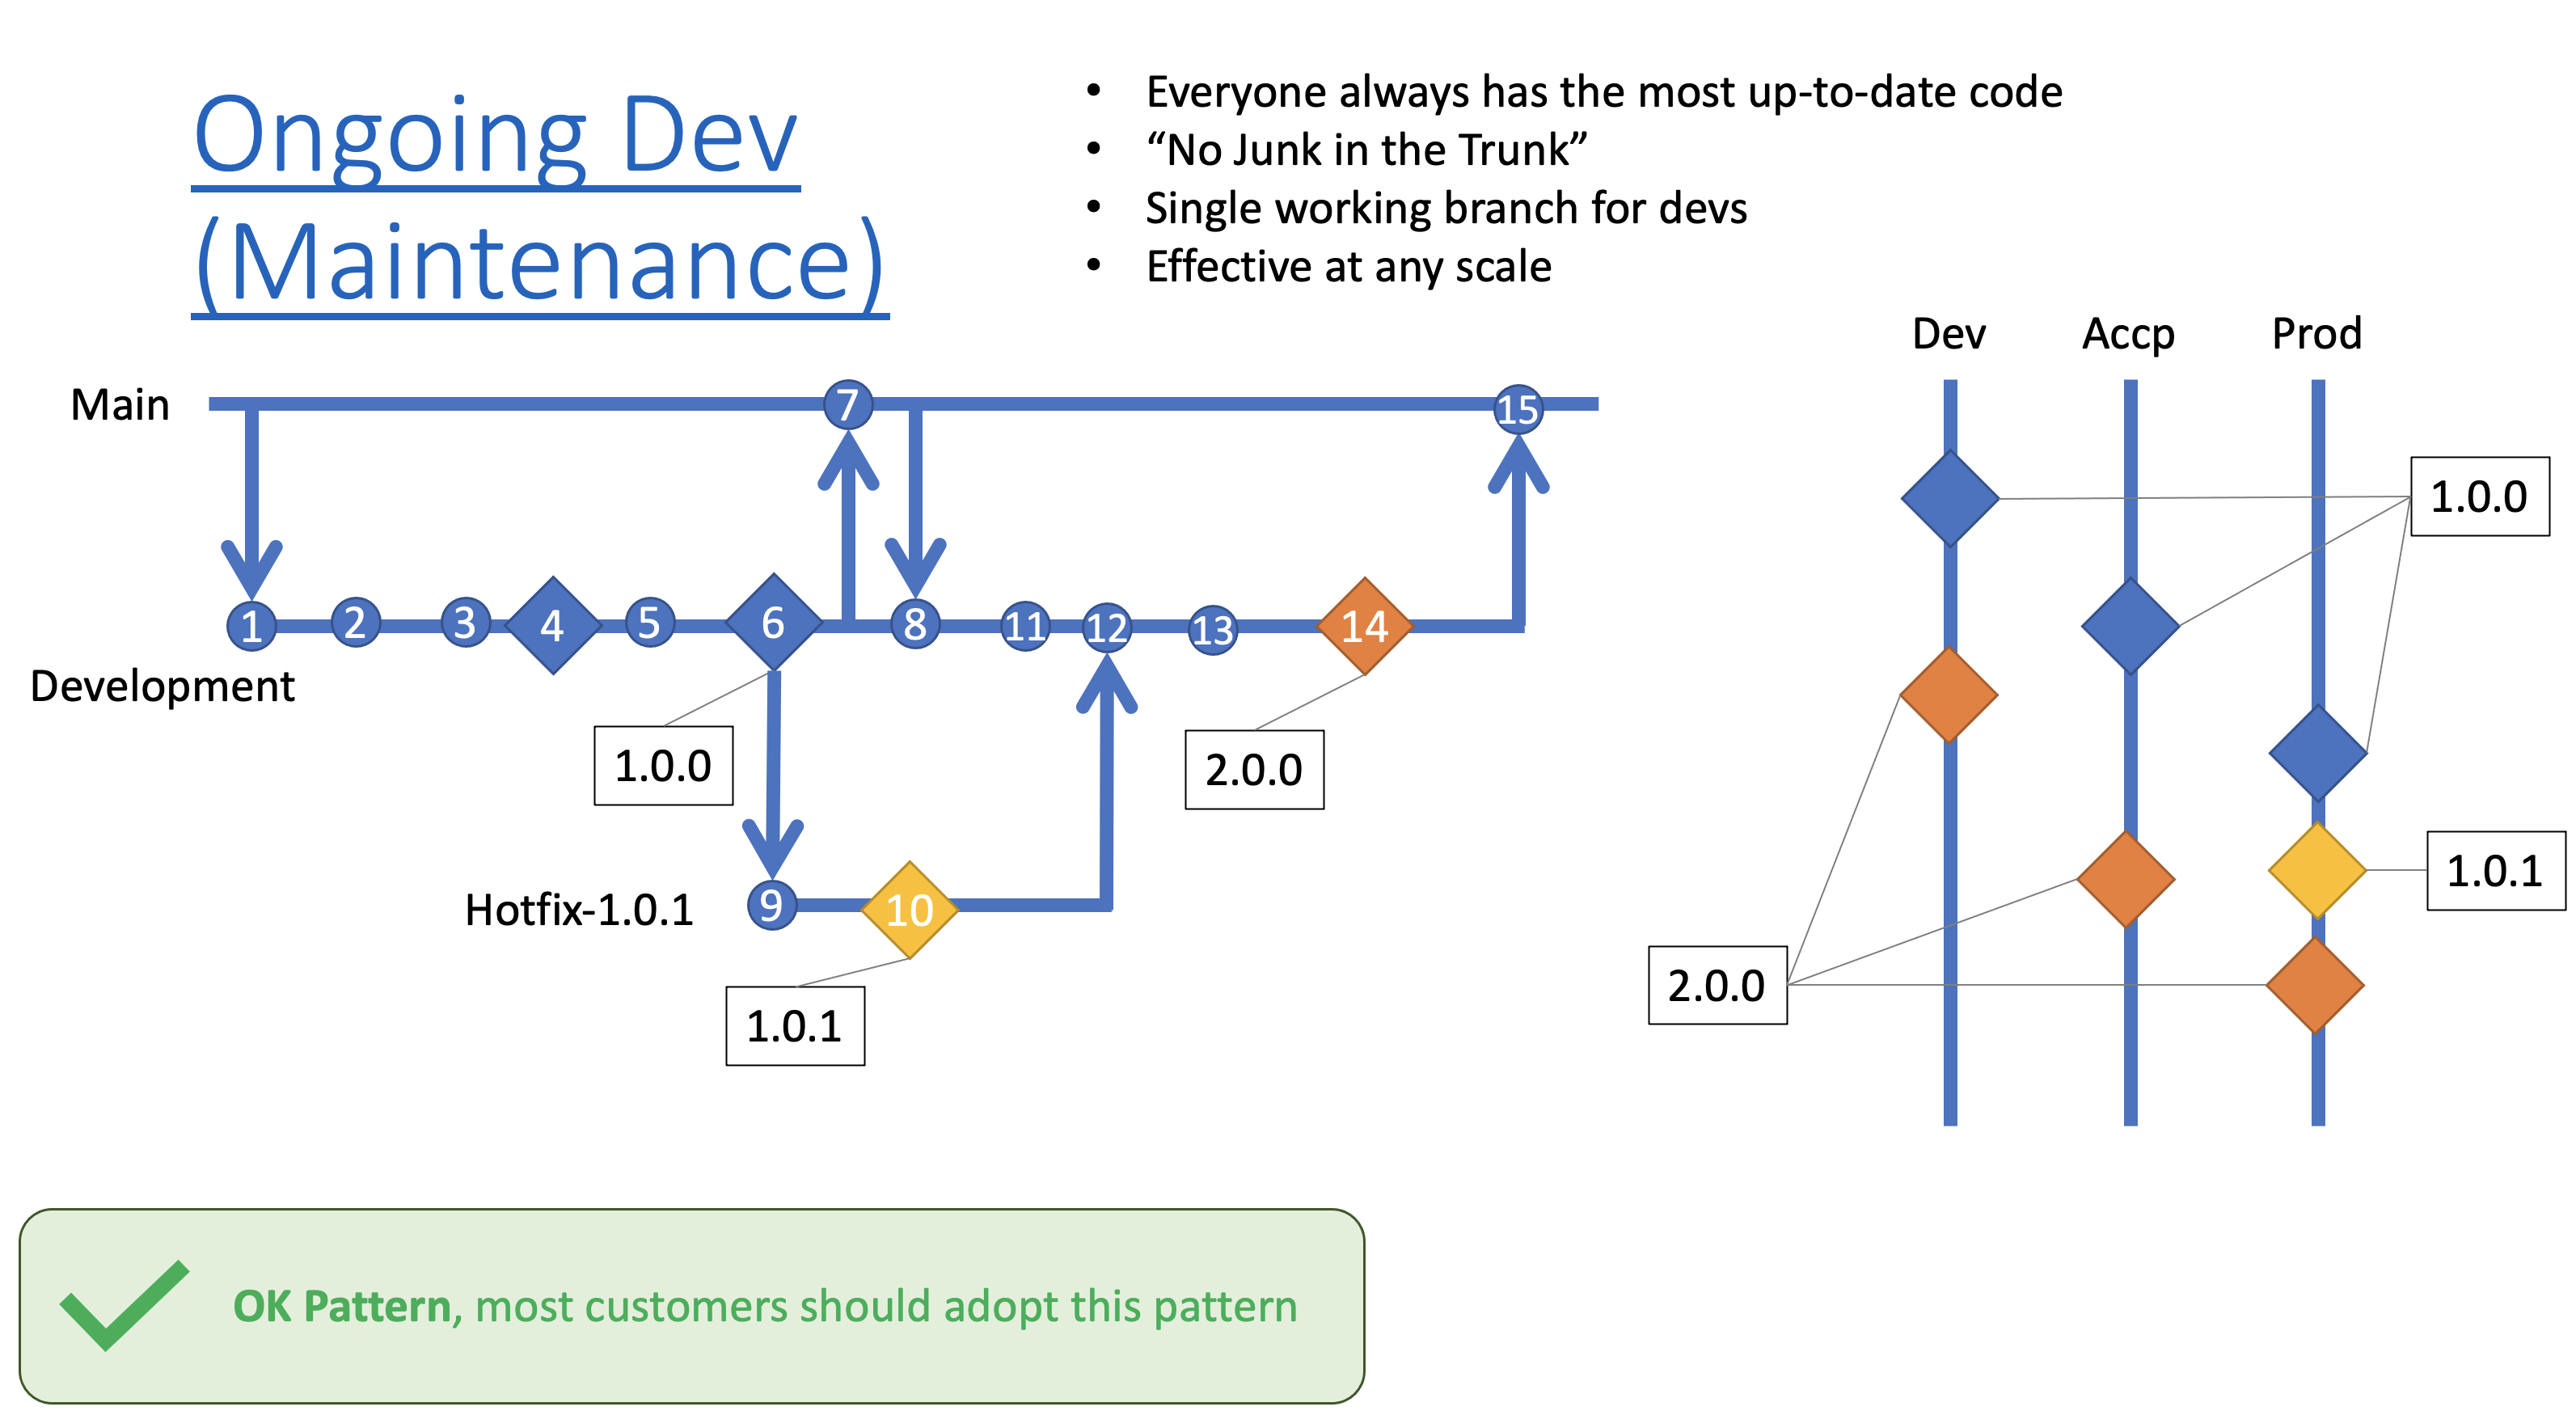 Ongoing Dev
(Maintenance)
• Everyone always has the most up-to-date code
• “No Junk in the Trunk”
• Single working branch for devs
• Effective at any scale
Main
7
15
1
2
3
4
5
6
8
11
12
13
14
Development
1.0.0
2.0.0
Hotfix-1.0.1
9
10
1.0.1
Dev
Accp
Prod
1.0.0
1.0.1
2.0.0
OK Pattern, most customers should adopt this pattern